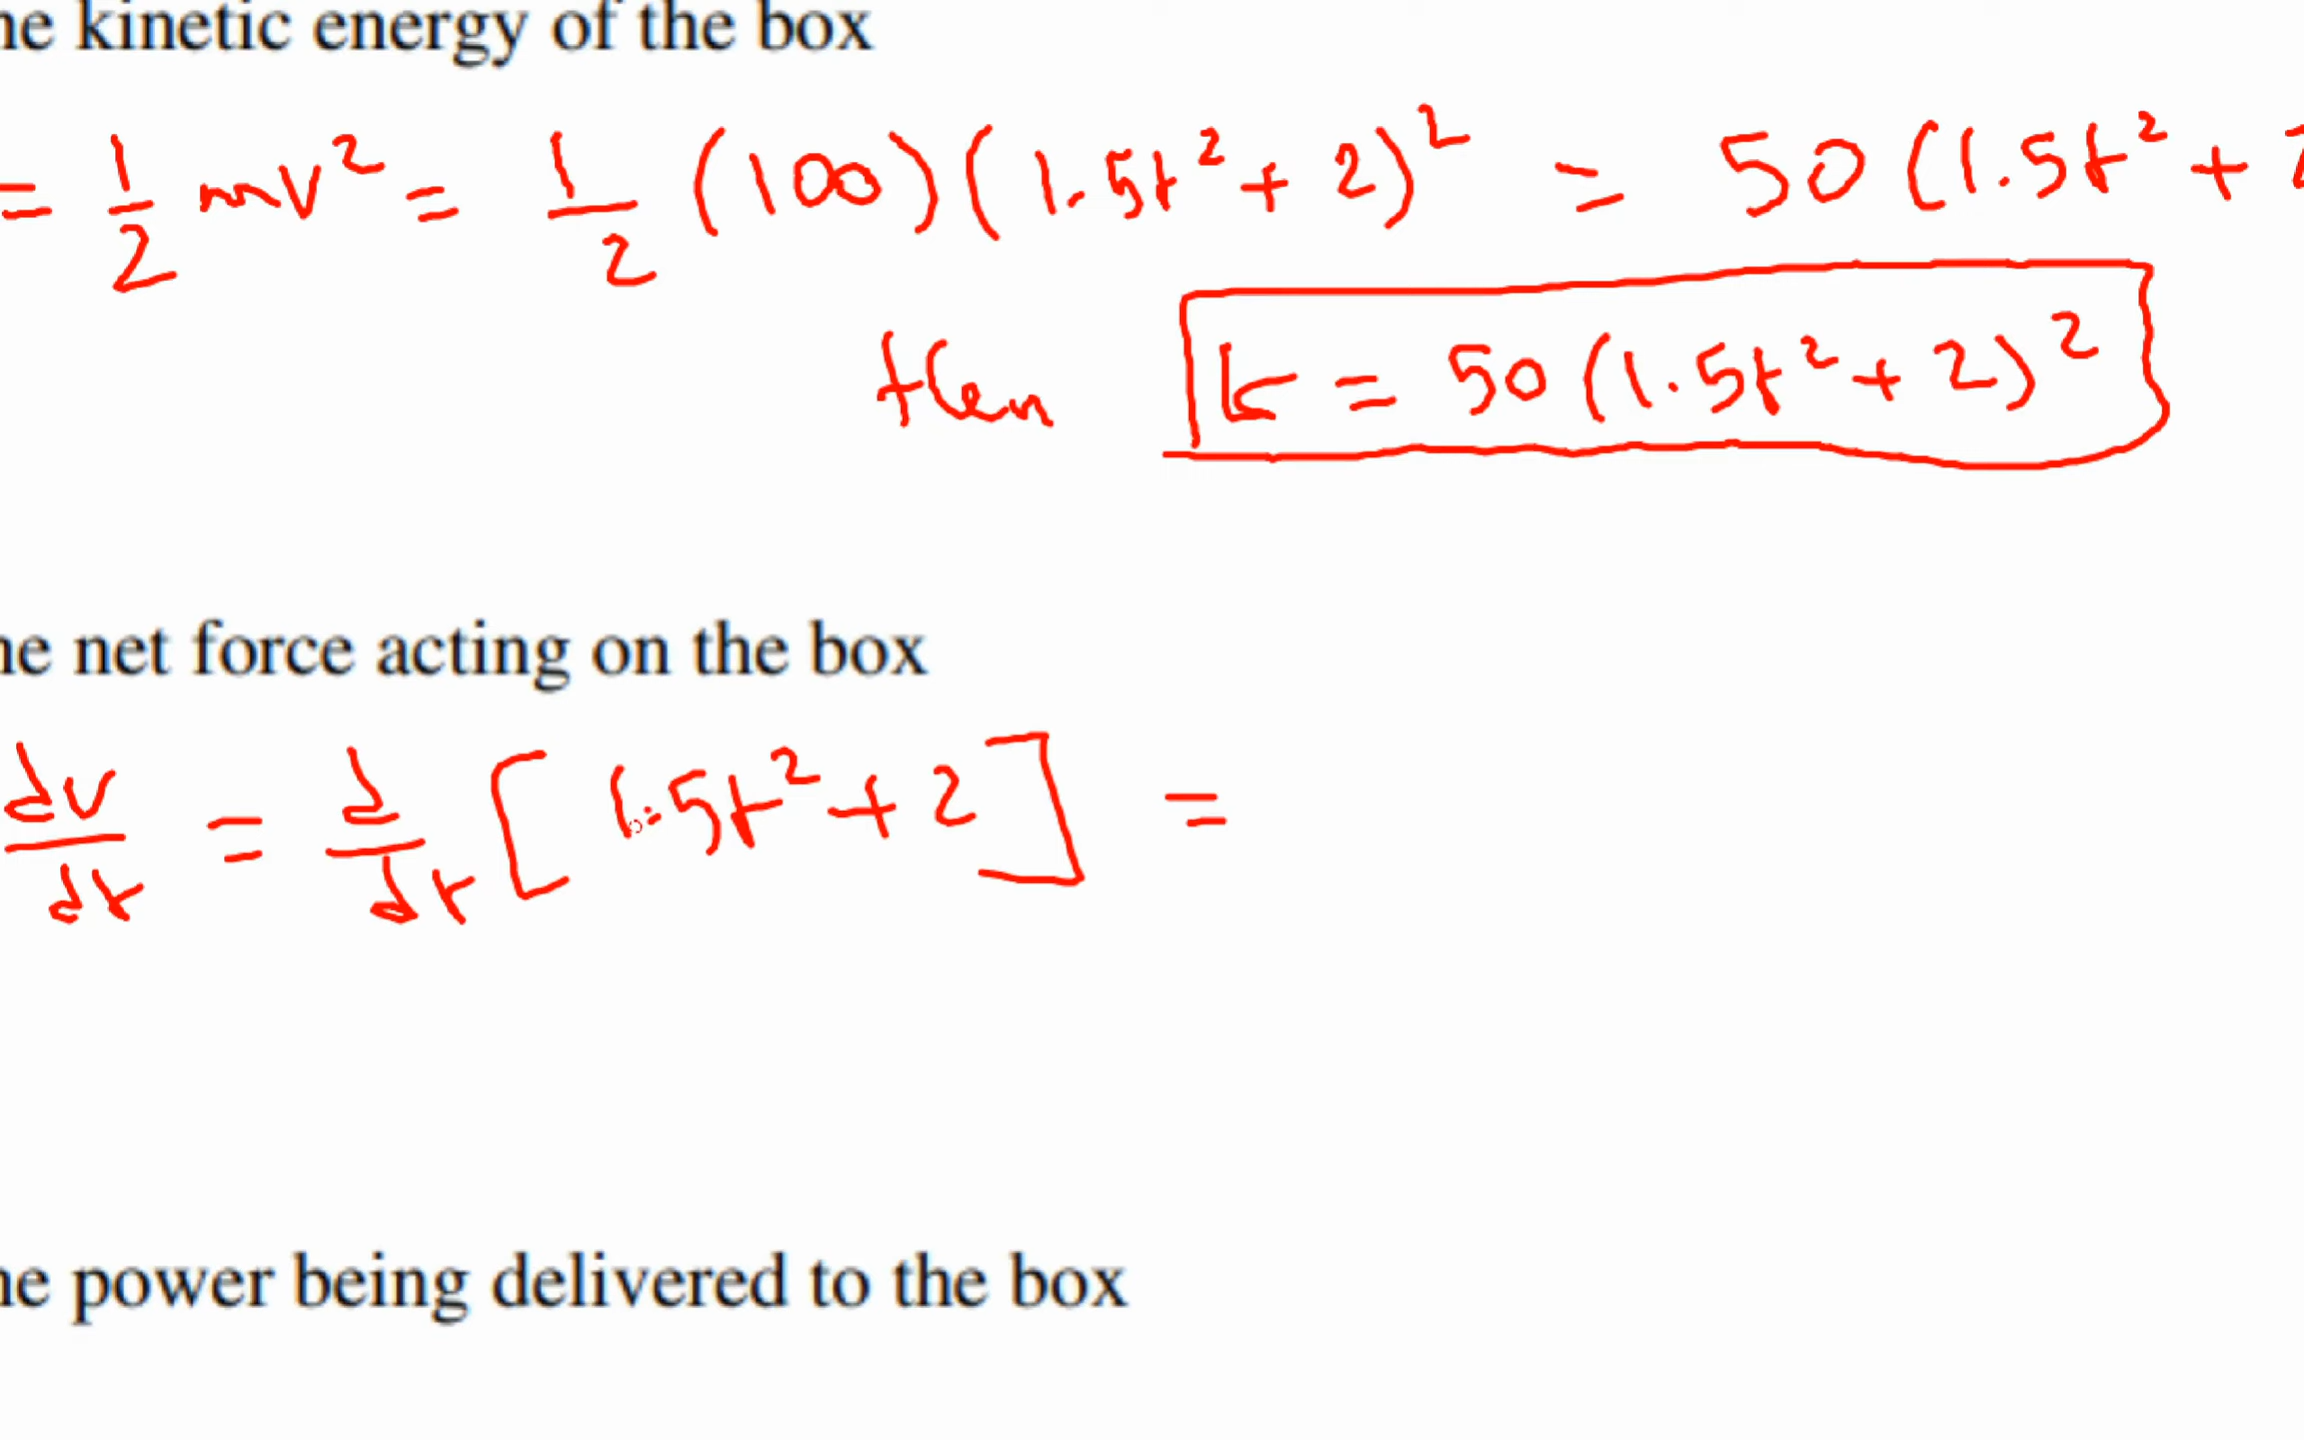 he kinetic energy of the box
= 1/2 mv² = 1/2 (100)(1.5t² + 2)² = 50(1.5t² + 2
then K = 50(1.5t² + 2)²
he net force acting on the box
dv/dt = d/dt [1.5t² + 2] =
he power being delivered to the box